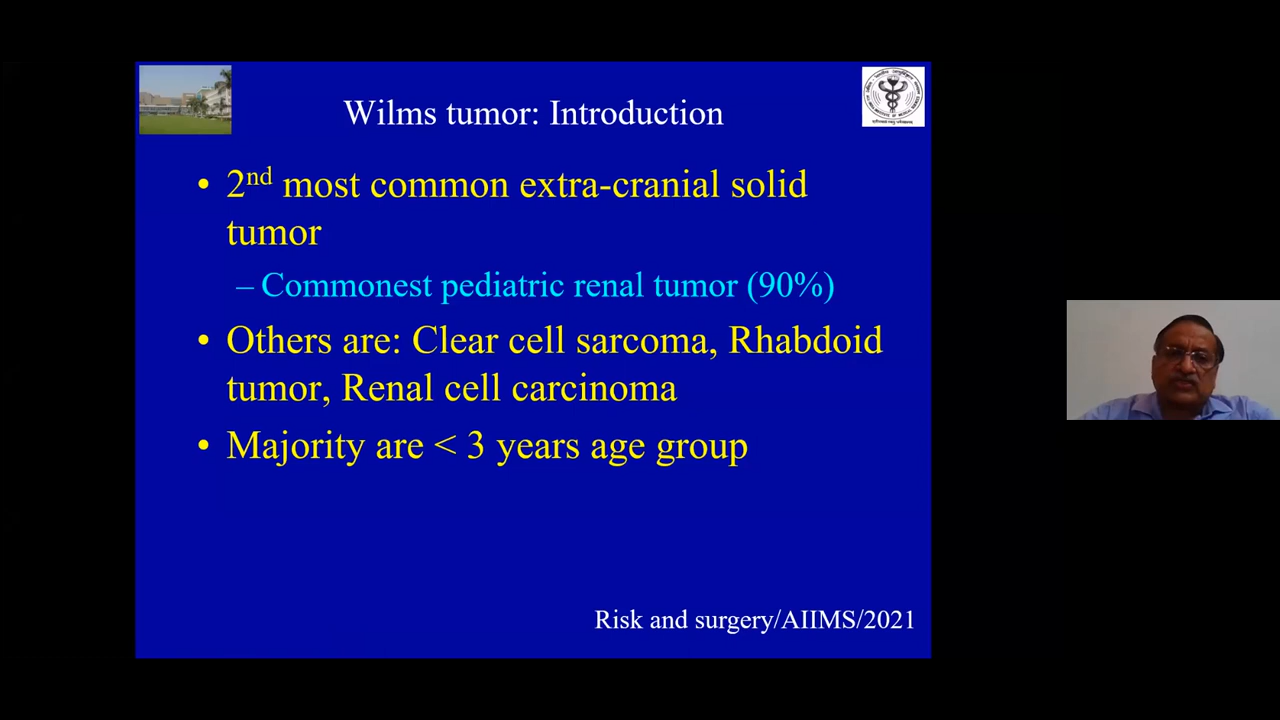 Wilms tumor: Introduction
• 2nd most common extra-cranial solid
tumor
– Commonest pediatric renal tumor (90%)
• Others are: Clear cell sarcoma, Rhabdoid
tumor, Renal cell carcinoma
• Majority are < 3 years age group
Risk and surgery/AIIMS/2021